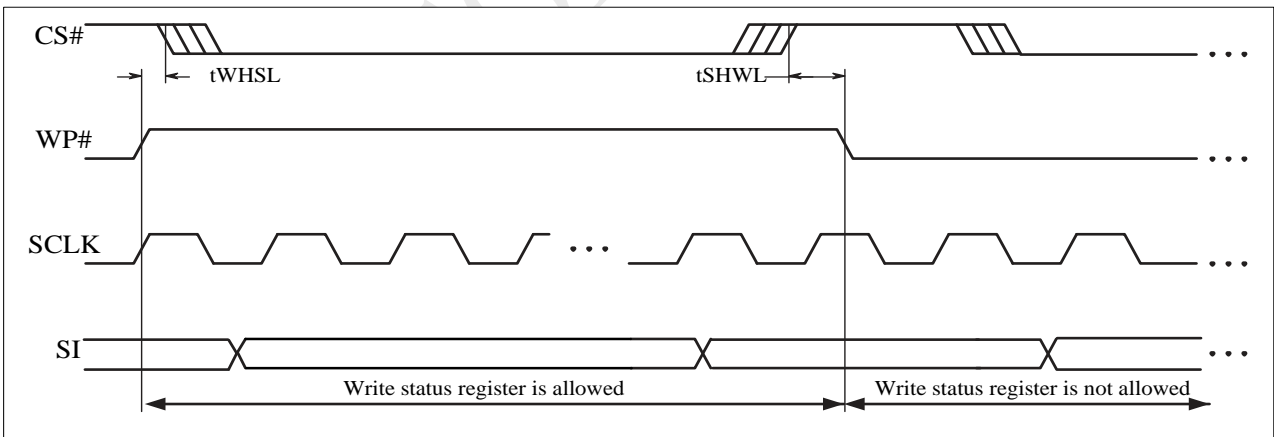 CS#
tWHSL
tSHWL
WP#
SCLK
SI
Write status register is allowed
Write status register is not allowed